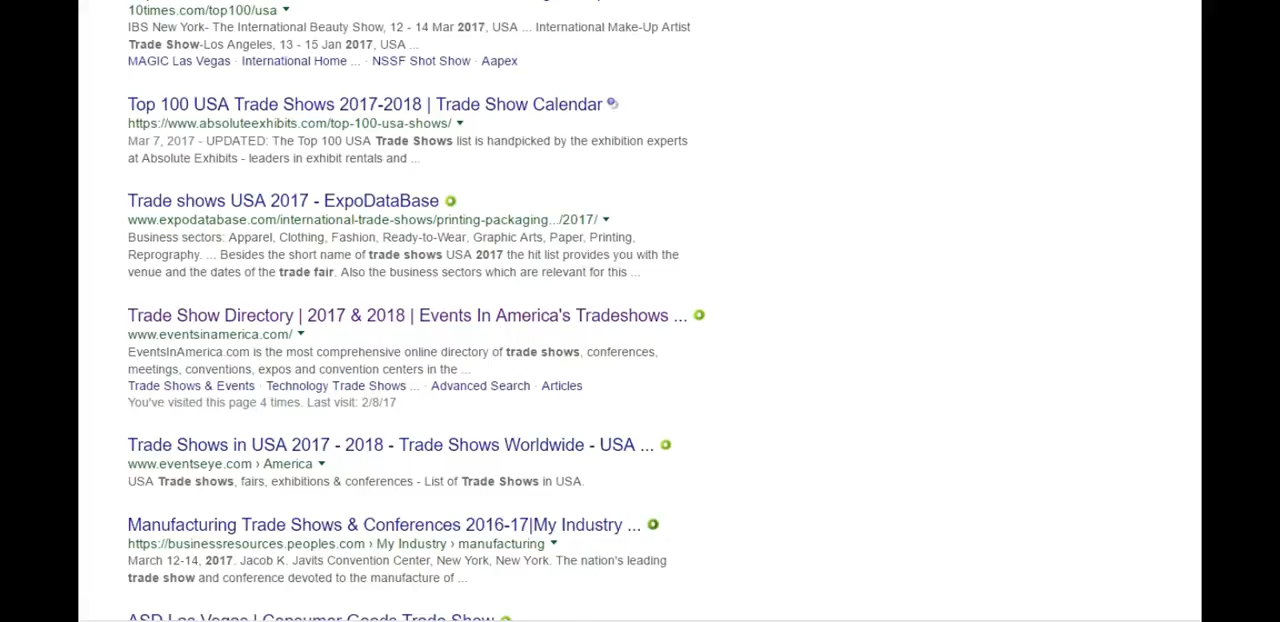 10times.com/top100/usa
IBS New York- The International Beauty Show, 12 - 14 Mar 2017, USA ... International Make-Up Artist
Trade Show-Los Angeles, 13 - 15 Jan 2017, USA ...
MAGIC Las Vegas · International Home ... · NSSF Shot Show · Aapex
Top 100 USA Trade Shows 2017-2018 | Trade Show Calendar
https://www.absoluteexhibits.com/top-100-usa-shows/
Mar 7, 2017 - UPDATED: The Top 100 USA Trade Shows list is handpicked by the exhibition experts
at Absolute Exhibits - leaders in exhibit rentals and ...
Trade shows USA 2017 - ExpoDataBase
www.expodatabase.com/international-trade-shows/printing-packaging.../2017/
Business sectors: Apparel, Clothing, Fashion, Ready-to-Wear, Graphic Arts, Paper, Printing,
Reprography. ... Besides the short name of trade shows USA 2017 the hit list provides you with the
venue and the dates of the trade fair. Also the business sectors which are relevant for this ...
Trade Show Directory | 2017 & 2018 | Events In America's Tradeshows ...
www.eventsinamerica.com/
EventsInAmerica.com is the most comprehensive online directory of trade shows, conferences,
meetings, conventions, expos and convention centers in the ...
Trade Shows & Events · Technology Trade Shows ... · Advanced Search · Articles
You've visited this page 4 times. Last visit: 2/8/17
Trade Shows in USA 2017 - 2018 - Trade Shows Worldwide - USA ...
www.eventseye.com › America
USA Trade shows, fairs, exhibitions & conferences - List of Trade Shows in USA.
Manufacturing Trade Shows & Conferences 2016-17|My Industry ...
https://businessresources.peoples.com › My Industry › manufacturing
March 12-14, 2017. Jacob K. Javits Convention Center, New York, New York. The nation's leading
trade show and conference devoted to the manufacture of ...
ASD Las Vegas | Consumer Goods Trade Show